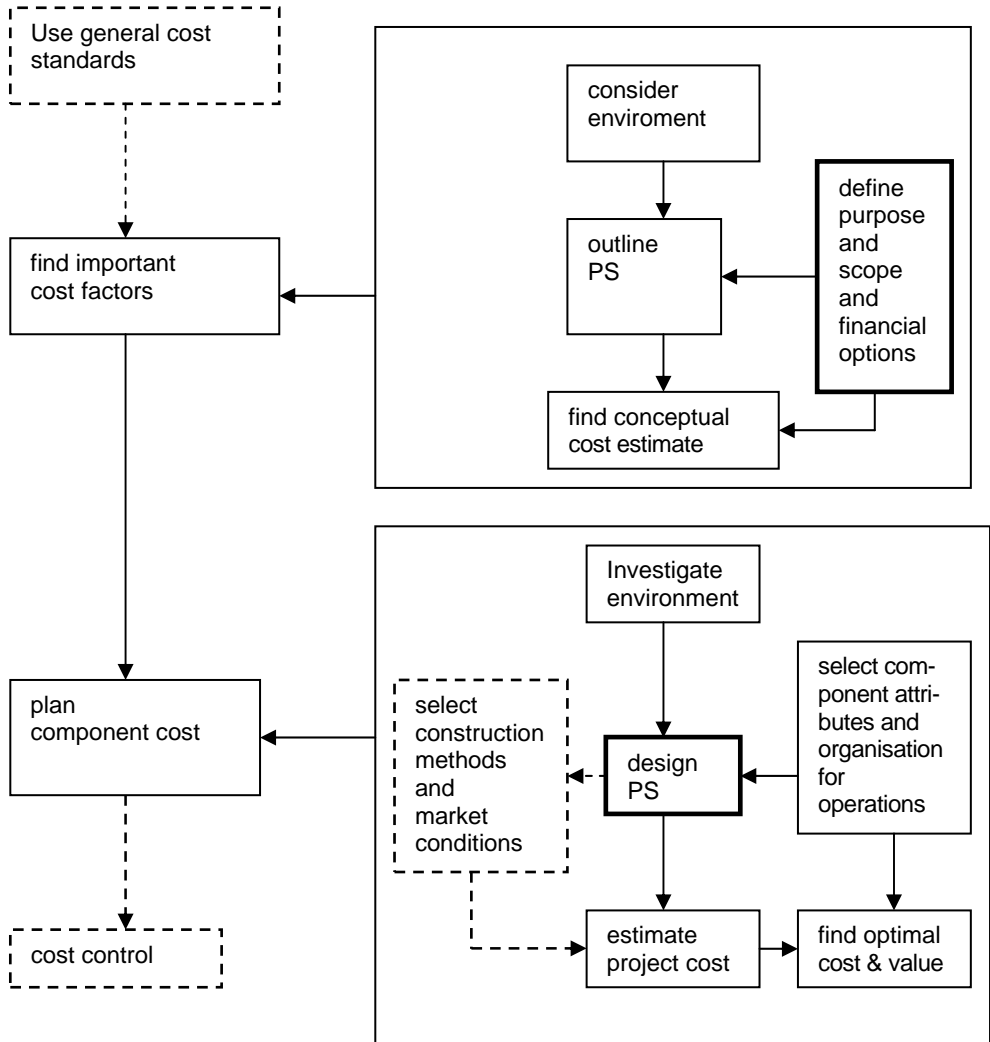 Use general cost
standards
consider
enviroment
define
purpose
and
scope
and
financial
options
outline
PS
find important
cost factors
find conceptual
cost estimate
Investigate
environment
select com-
ponent attri-
butes and
organisation
for
operations
plan
component cost
select
construction
methods
and
market
conditions
design
PS
estimate
project cost
find optimal
cost & value
cost control